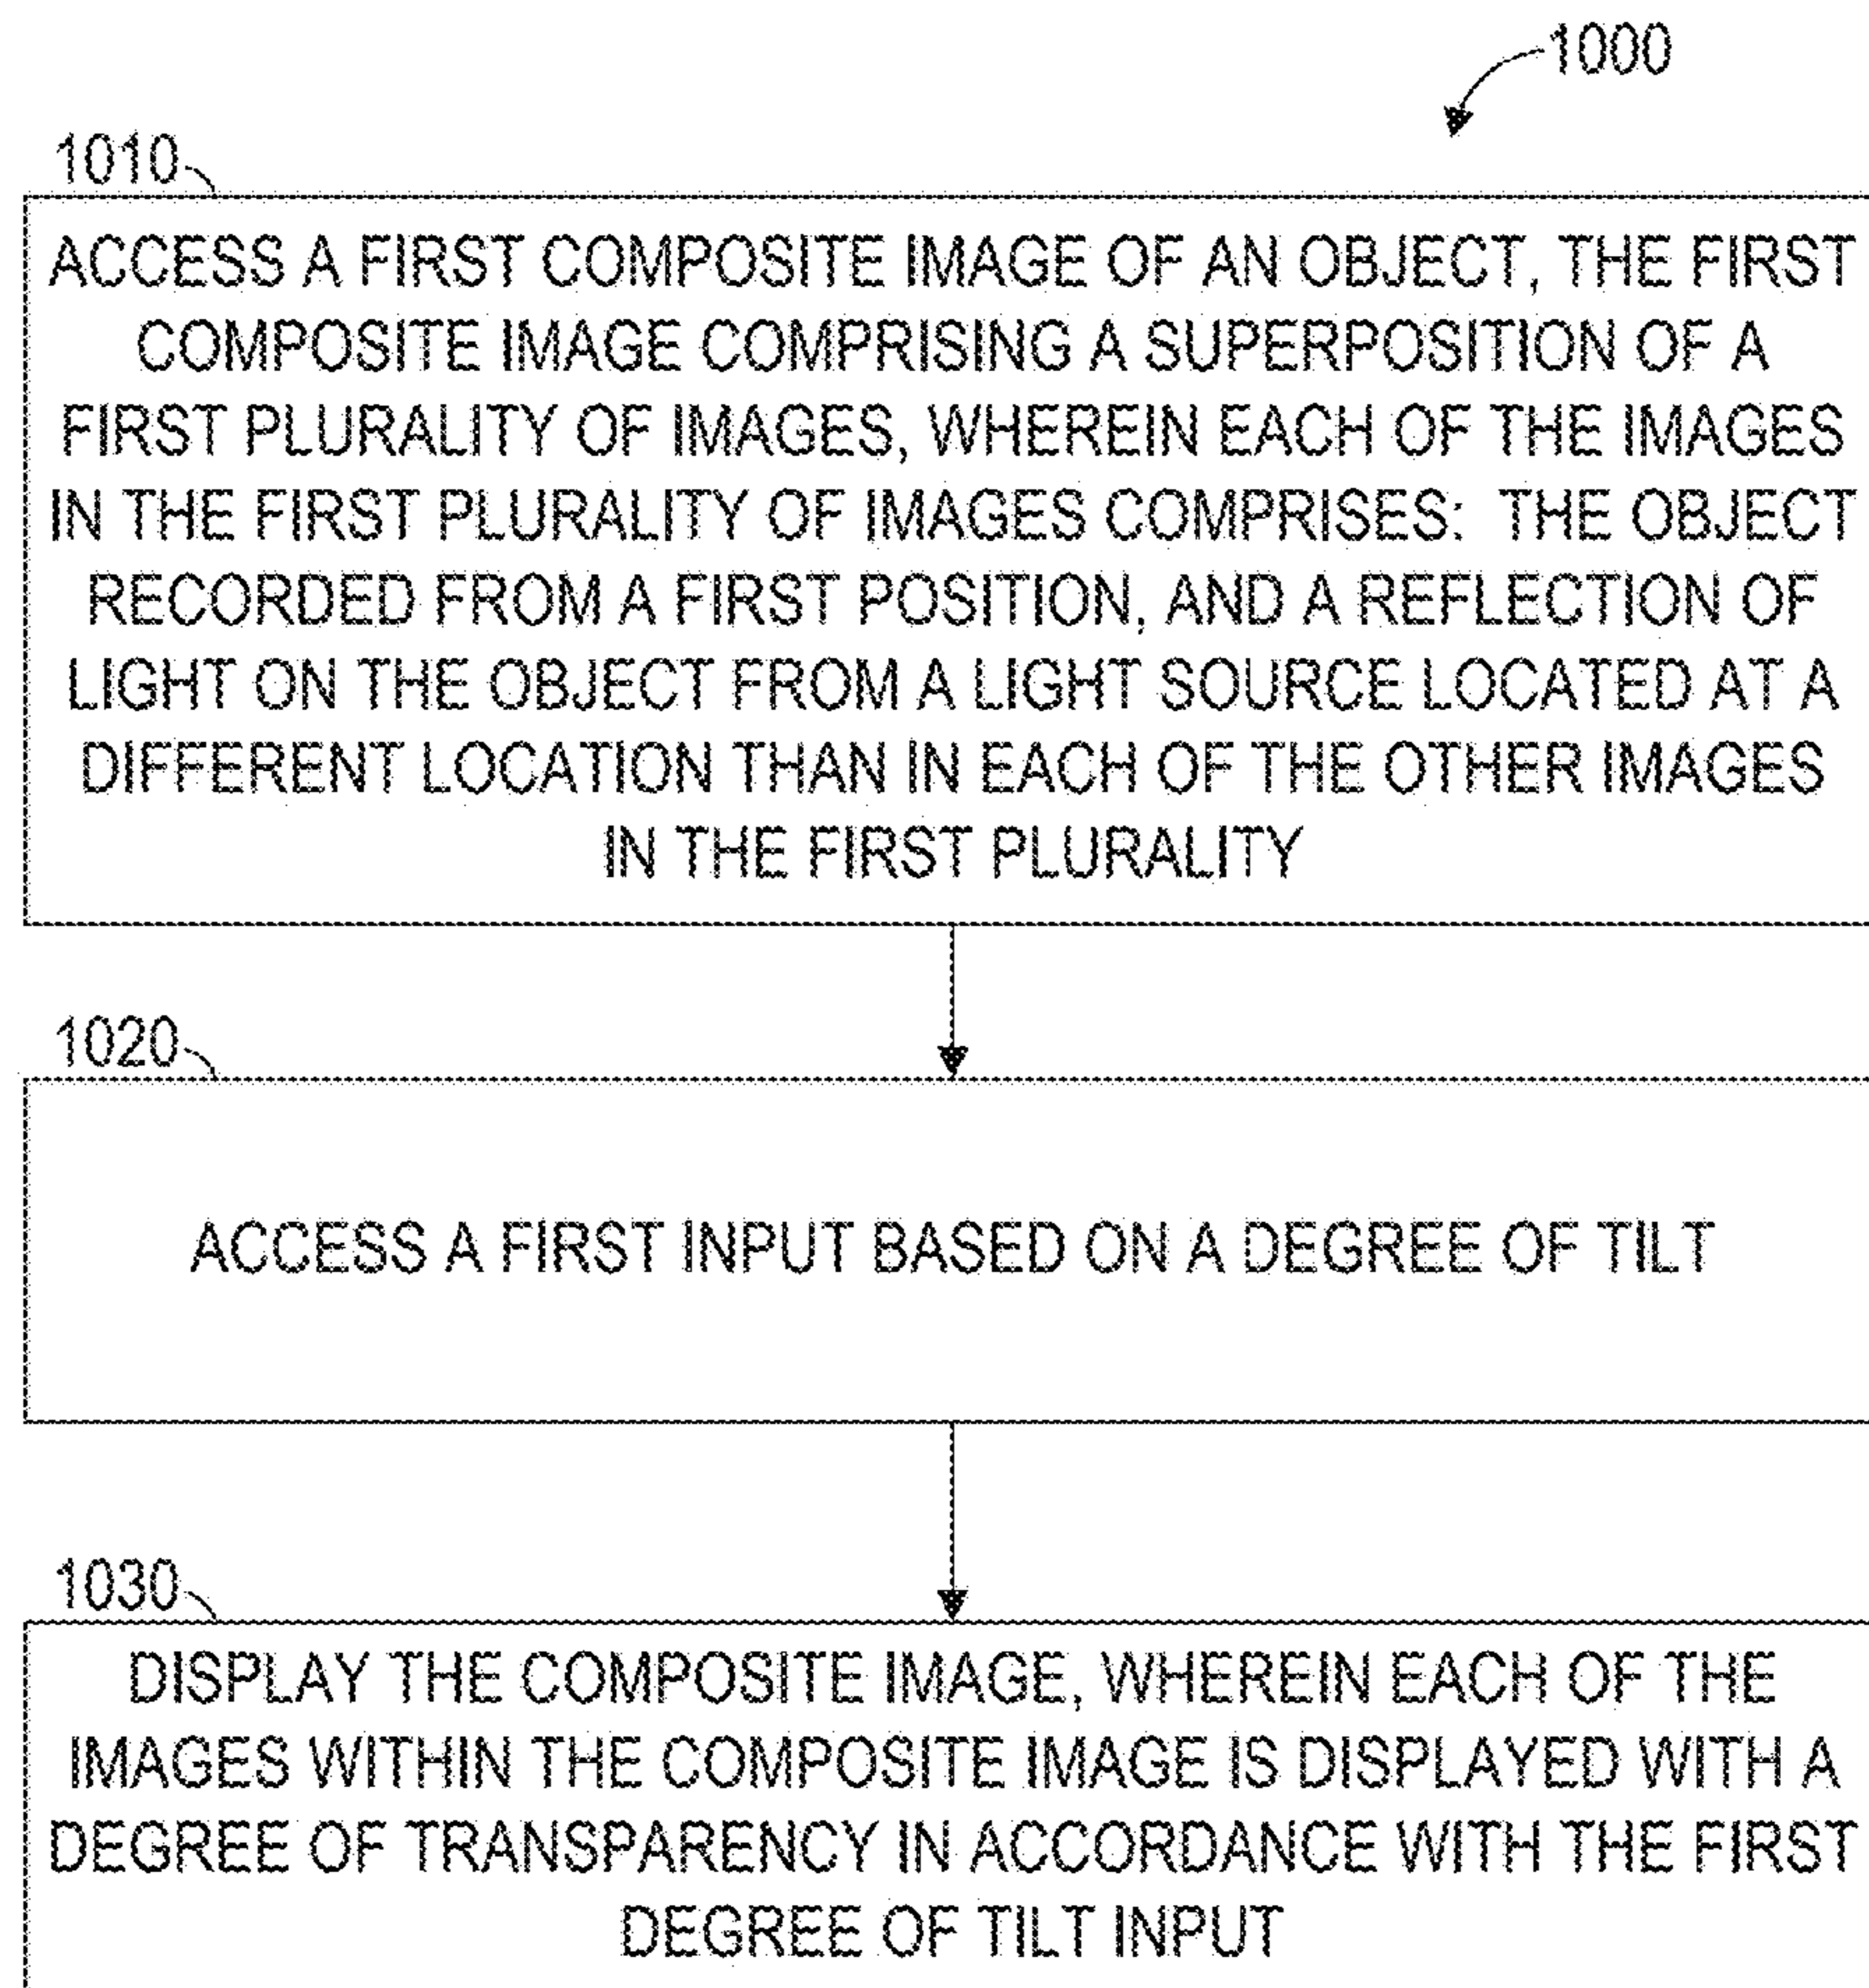 1000
1010
ACCESS A FIRST COMPOSITE IMAGE OF AN OBJECT, THE FIRST
COMPOSITE IMAGE COMPRISING A SUPERPOSITION OF A
FIRST PLURALITY OF IMAGES, WHEREIN EACH OF THE IMAGES
IN THE FIRST PLURALITY OF IMAGES COMPRISES: THE OBJECT
RECORDED FROM A FIRST POSITION, AND A REFLECTION OF
LIGHT ON THE OBJECT FROM A LIGHT SOURCE LOCATED AT A
DIFFERENT LOCATION THAN IN EACH OF THE OTHER IMAGES
IN THE FIRST PLURALITY
1020
ACCESS A FIRST INPUT BASED ON A DEGREE OF TILT
1030
DISPLAY THE COMPOSITE IMAGE, WHEREIN EACH OF THE
IMAGES WITHIN THE COMPOSITE IMAGE IS DISPLAYED WITH A
DEGREE OF TRANSPARENCY IN ACCORDANCE WITH THE FIRST
DEGREE OF TILT INPUT